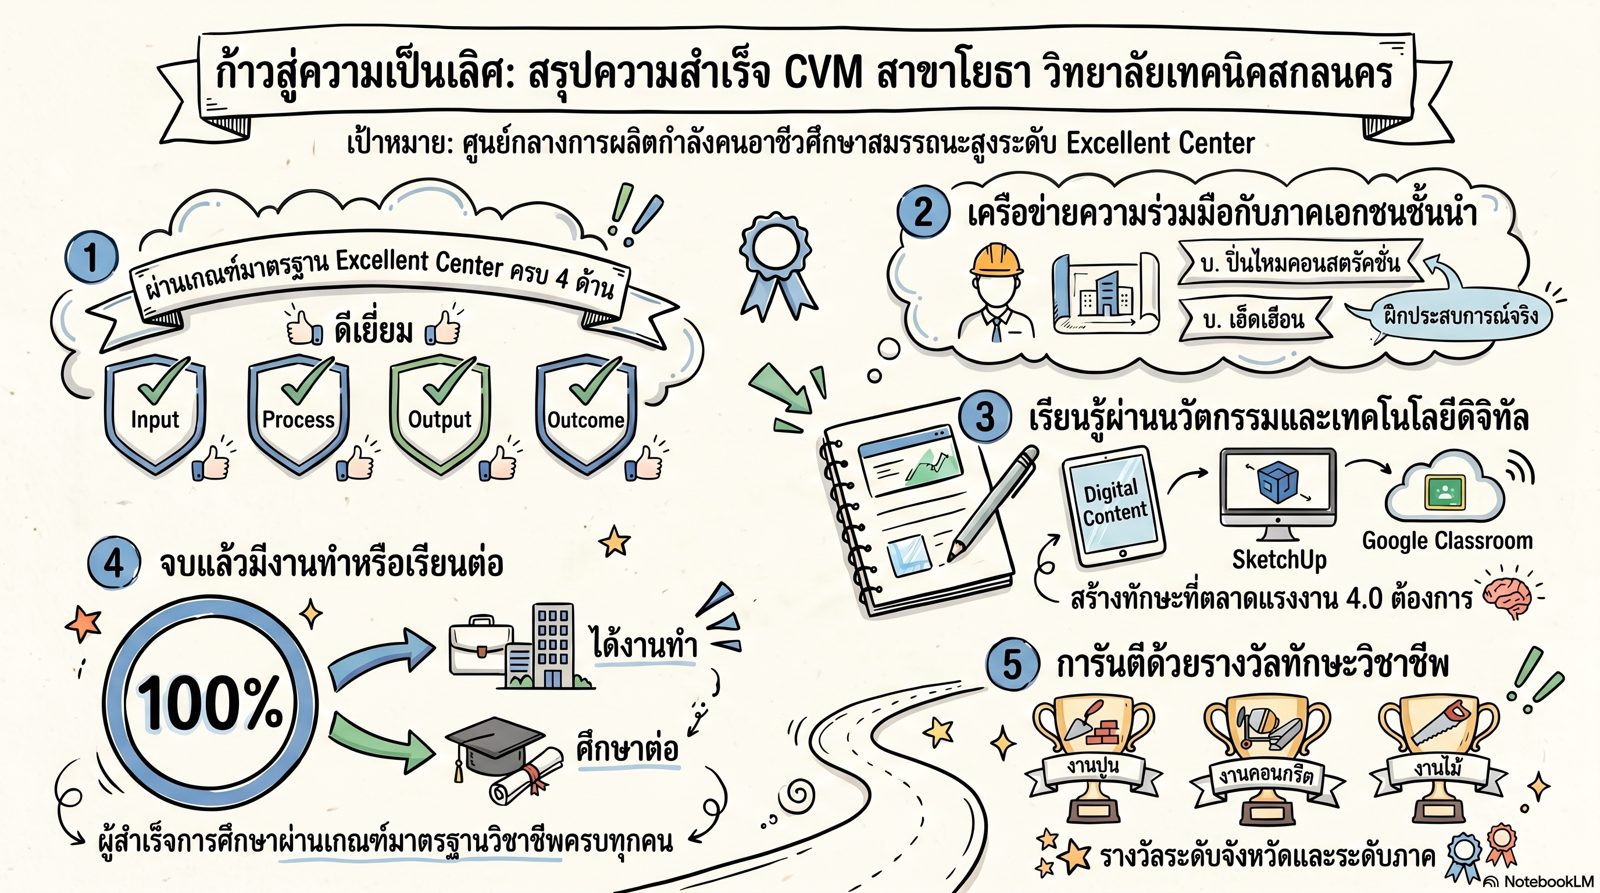 ก้าวสู่ความเป็นเลิศ: สรุปความสำเร็จ CVM สาขาโยธา วิทยาลัยเทคนิคสกลนคร
เป้าหมาย: ศูนย์กลางการผลิตกำลังคนอาชีวศึกษาสมรรถนะสูงระดับ Excellent Center
1
ผ่านเกณฑ์มาตรฐาน Excellent Center ครบ 4 ด้าน
ดีเยี่ยม
Input
Process
Output
Outcome
2 เครือข่ายความร่วมมือกับภาคเอกชนชั้นนำ
บ. ปิ่นไหมคอนสตรัคชั่น
บ. เอ็ดเฮือน
ฝึกประสบการณ์จริง
3 เรียนรู้ผ่านนวัตกรรมและเทคโนโลยีดิจิทัล
Digital
Content
SketchUp
Google Classroom
สร้างทักษะที่ตลาดแรงงาน 4.0 ต้องการ
4 จบแล้วมีงานทำหรือเรียนต่อ
100%
ได้งานทำ
ศึกษาต่อ
ผู้สำเร็จการศึกษาผ่านเกณฑ์มาตรฐานวิชาชีพครบทุกคน
5 การันตีด้วยรางวัลทักษะวิชาชีพ
งานปูน
งานคอนกรีต
งานไม้
รางวัลระดับจังหวัดและระดับภาค
NotebookLM